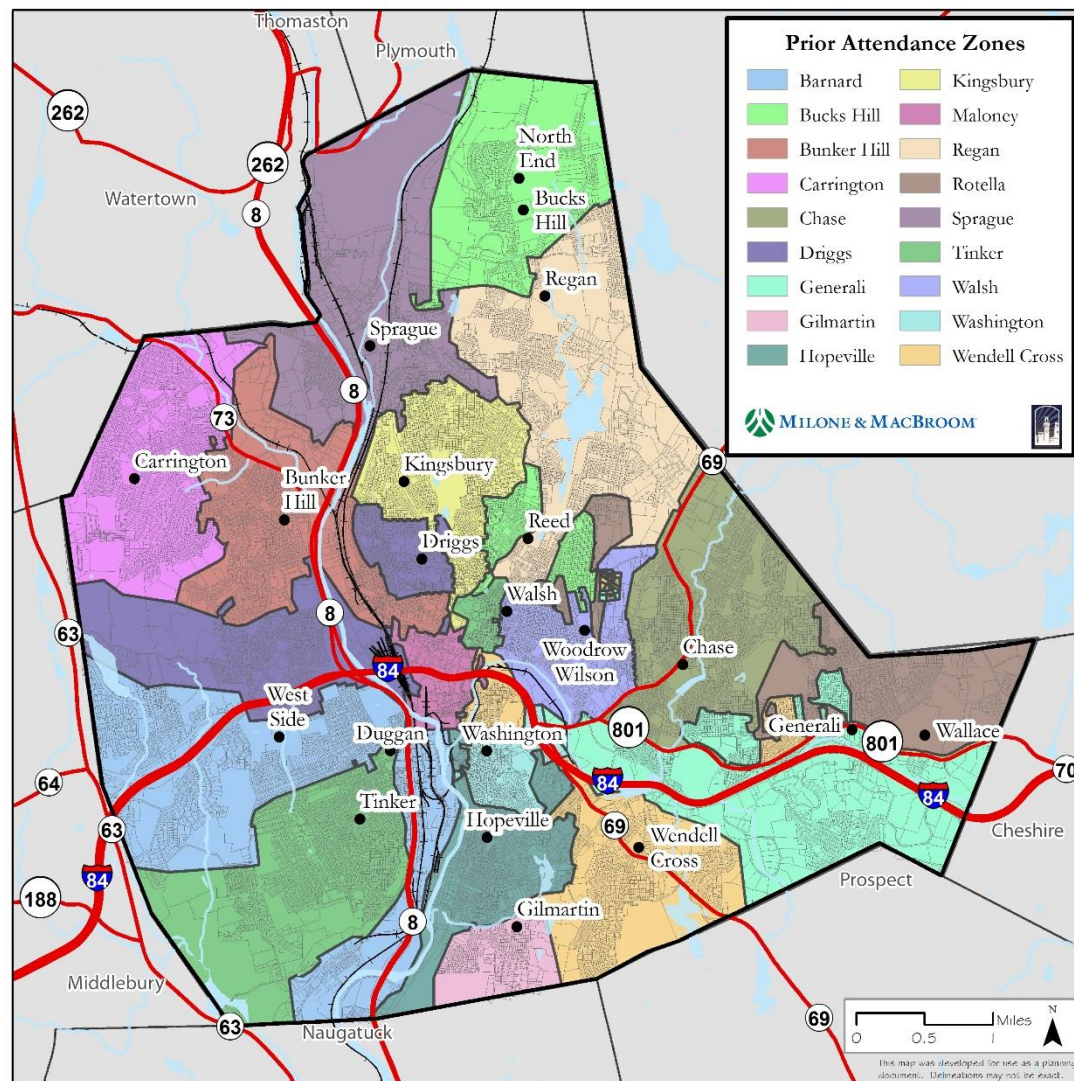 Thomaston
Plymouth
262
262
Watertown
8
Prior Attendance Zones
Barnard
Bucks Hill
Bunker Hill
Carrington
Chase
Driggs
Generali
Gilmartin
Hopeville
Kingsbury
Maloney
Regan
Rotella
Sprague
Tinker
Walsh
Washington
Wendell Cross
MILONE & MACBROOM
North
End
Bucks
Hill
Regan
Sprague
8
73
Carrington
Bunker
Hill
Kingsbury
69
Reed
Driggs
8
63
Walsh
Woodrow
Wilson
Chase
84
West
Side
Duggan
Washington
801
Generali
801
Wallace
64
84
84
70
Cheshire
63
Tinker
Hopeville
69
Wendell
Cross
84
188
Prospect
8
Gilmartin
Middlebury
63
Naugatuck
69
0 0.5 1
Miles
N
This map was developed for use as a planning
document. Delineations may not be exact.